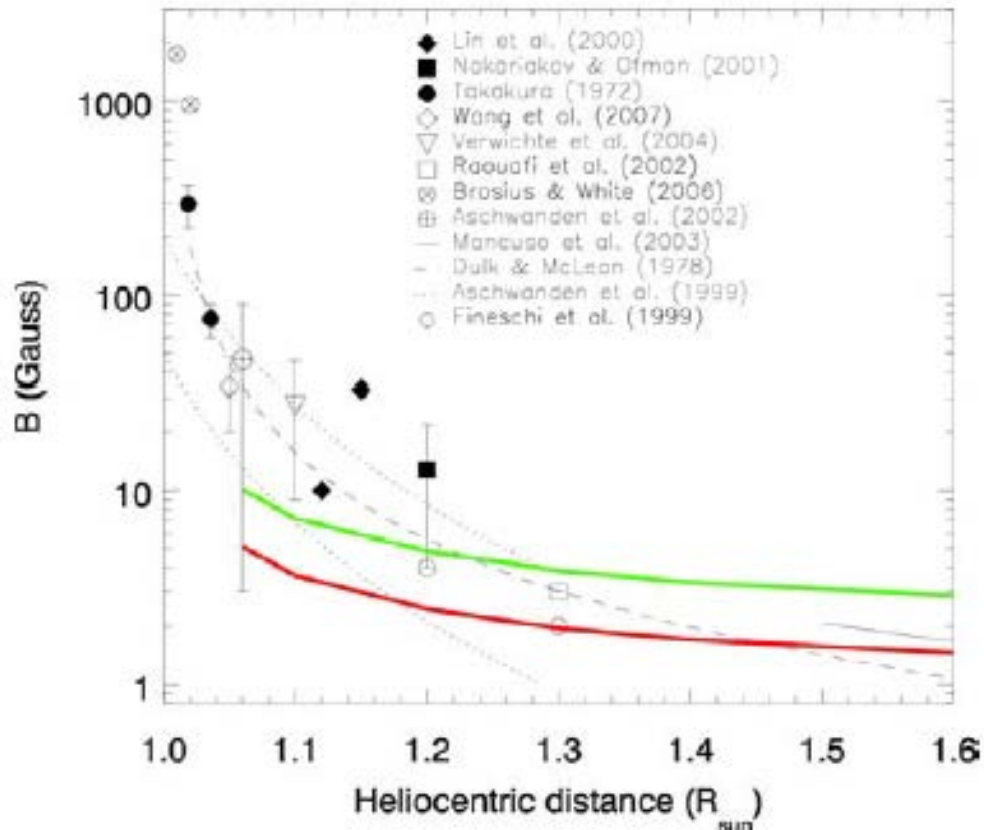 Lin et al. (2000)
Nakariakov & Ofman (2001)
Takakura (1972)
Wang et al. (2007)
Verwichte et al. (2004)
Raouafi et al. (2002)
Brosius & White (2006)
Aschwanden et al. (2002)
Mancuso et al. (2003)
Dulk & McLean (1978)
Aschwanden et al. (1999)
Fineschi et al. (1999)
1000
100
10
1
B (Gauss)
1.0 1.1 1.2 1.3 1.4 1.5 1.6
Heliocentric distance (R_sun)